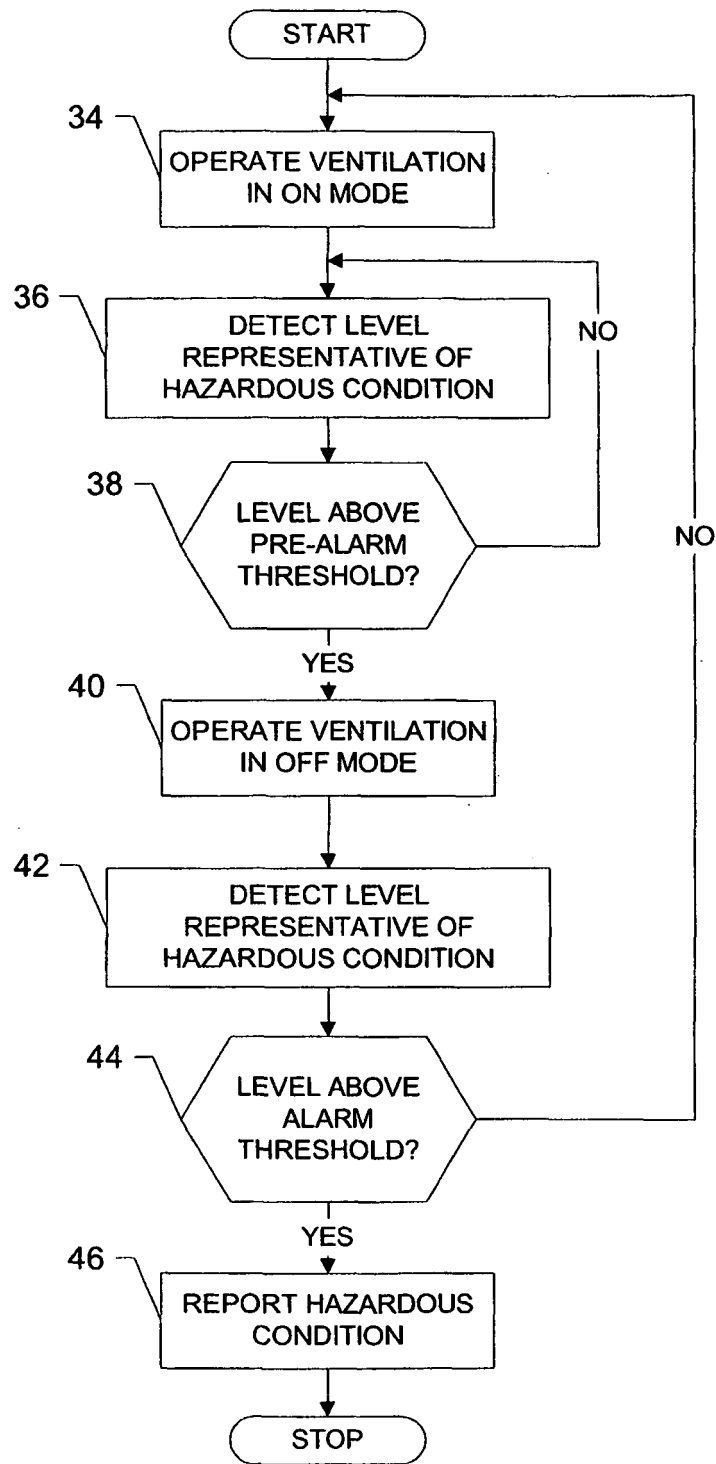 START
34
OPERATE VENTILATION
IN ON MODE
36
DETECT LEVEL
REPRESENTATIVE OF
HAZARDOUS CONDITION
NO
38
LEVEL ABOVE
PRE-ALARM
THRESHOLD?
NO
YES
40
OPERATE VENTILATION
IN OFF MODE
42
DETECT LEVEL
REPRESENTATIVE OF
HAZARDOUS CONDITION
44
LEVEL ABOVE
ALARM
THRESHOLD?
YES
46
REPORT HAZARDOUS
CONDITION
STOP